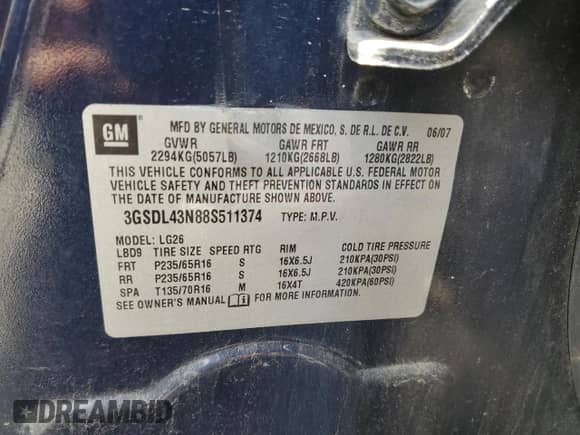 GM
MFD BY GENERAL MOTORS DE MEXICO, S. DE R.L. DE C.V. 06/07
GVWR GAWR FRT GAWR RR
2294KG(5057LB) 1210KG(2668LB) 1280KG(2822LB)
THIS VEHICLE CONFORMS TO ALL APPLICABLE U.S. FEDERAL MOTOR
VEHICLE SAFETY AND THEFT PREVENTION STANDARDS IN EFFECT ON
THE DATE OF MANUFACTURE SHOWN ABOVE.
3GSDL43N88S511374 TYPE: M.P.V.
MODEL: LG26
LBD9 TIRE SIZE SPEED RTG RIM COLD TIRE PRESSURE
FRT P235/65R16 S 16X6.5J 210KPA(30PSI)
RR P235/65R16 S 16X6.5J 210KPA(30PSI)
SPA T135/70R16 M 16X4T 420KPA(60PSI)
SEE OWNER'S MANUAL FOR MORE INFORMATION.
DREAMBID